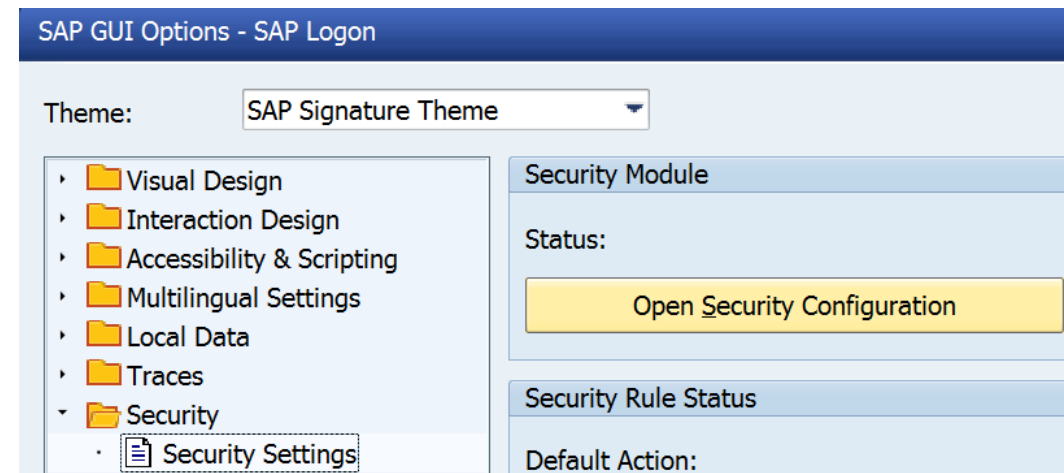 SAP GUI Options - SAP Logon
Theme: SAP Signature Theme
Visual Design
Interaction Design
Accessibility & Scripting
Multilingual Settings
Local Data
Traces
Security
Security Settings
Security Module
Status:
Open Security Configuration
Security Rule Status
Default Action: